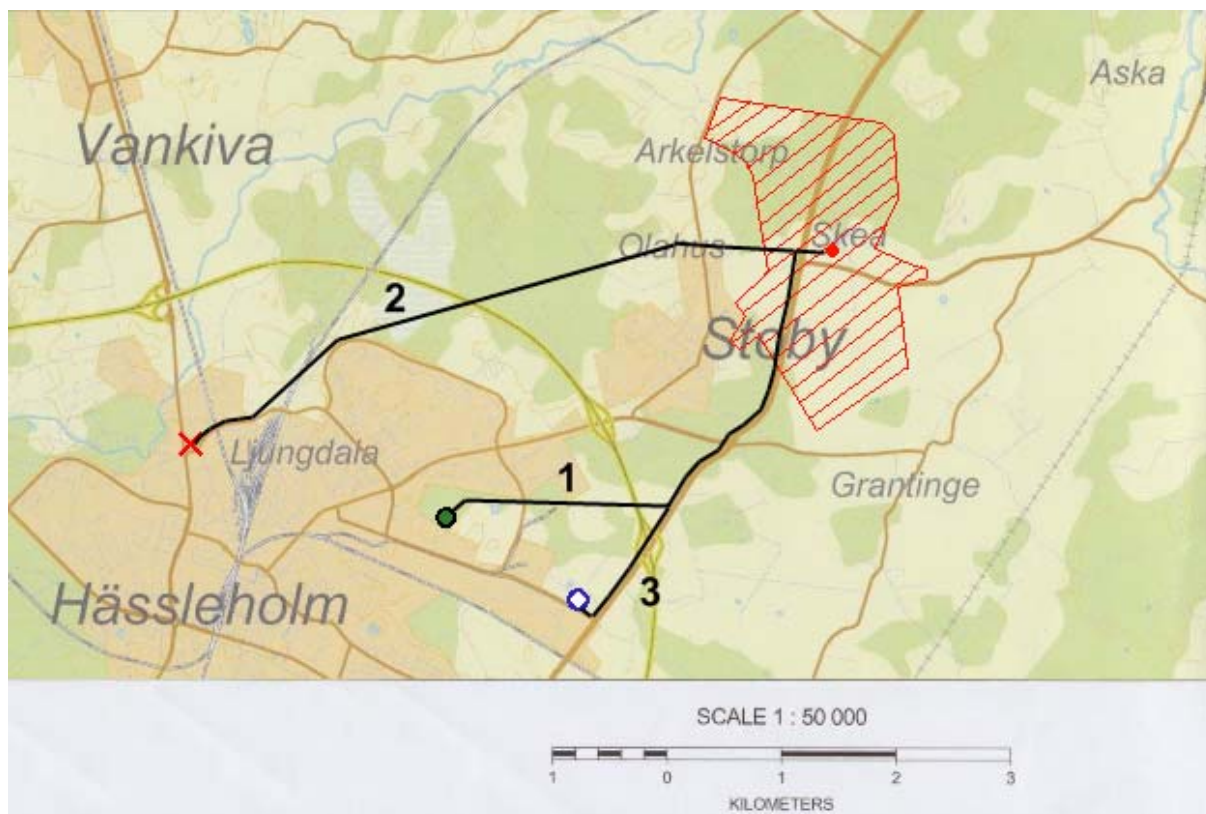 Aska
Vankiva
Arkelstorp
Olahus
Skea
2
Stoby
Ljungdala
1
Grantinge
Hässleholm
3
SCALE 1 : 50 000
1 0 1 2 3
KILOMETERS